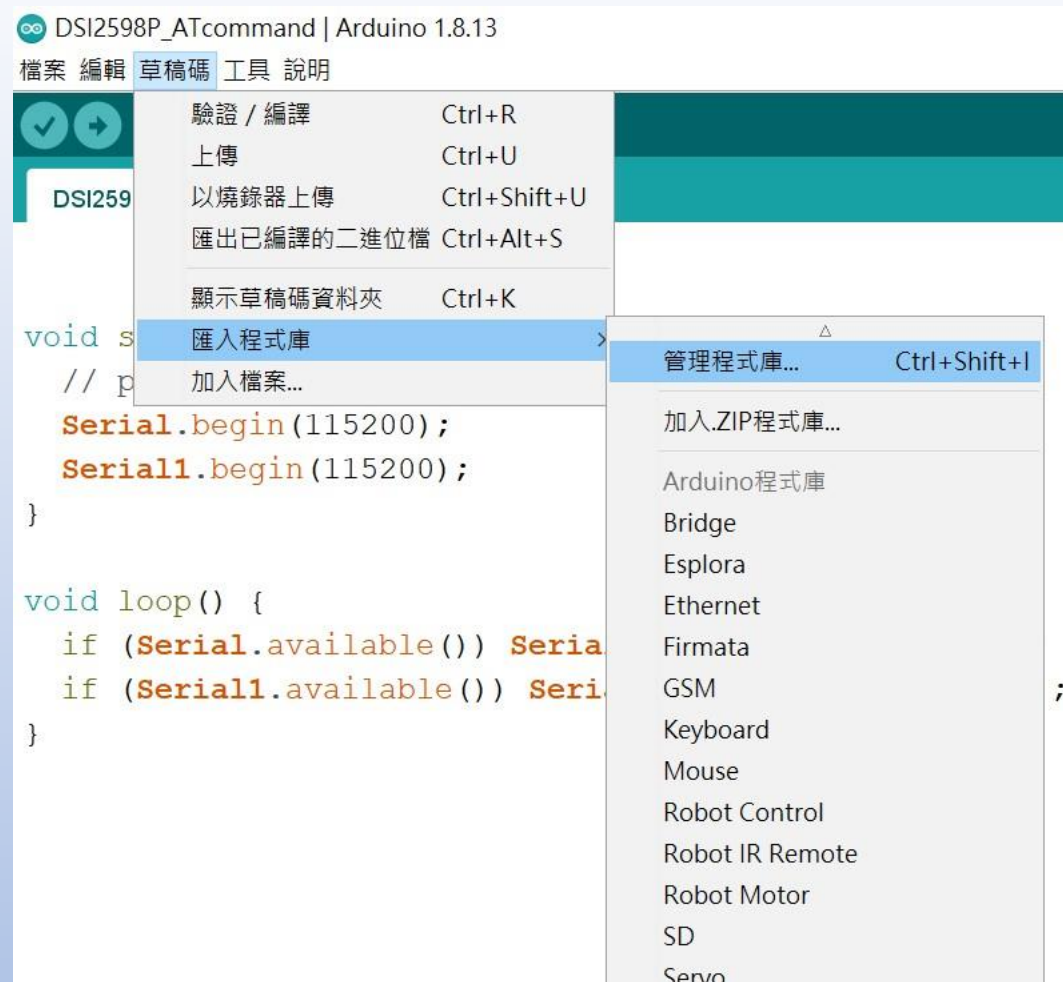 DSI2598P_ATcommand | Arduino 1.8.13
檔案 編輯 草稿碼 工具 說明
驗證 / 編譯 Ctrl+R
上傳 Ctrl+U
以燒錄器上傳 Ctrl+Shift+U
匯出已編譯的二進位檔 Ctrl+Alt+S
顯示草稿碼資料夾 Ctrl+K
匯入程式庫
加入檔案...
管理程式庫... Ctrl+Shift+I
加入.ZIP程式庫...
Arduino程式庫
Bridge
Esplora
Ethernet
Firmata
GSM
Keyboard
Mouse
Robot Control
Robot IR Remote
Robot Motor
SD
Servo
DSI259
void s
// p
Serial.begin(115200);
Serial1.begin(115200);
}
void loop() {
if (Serial.available()) Seria
if (Serial1.available()) Seri ;
}